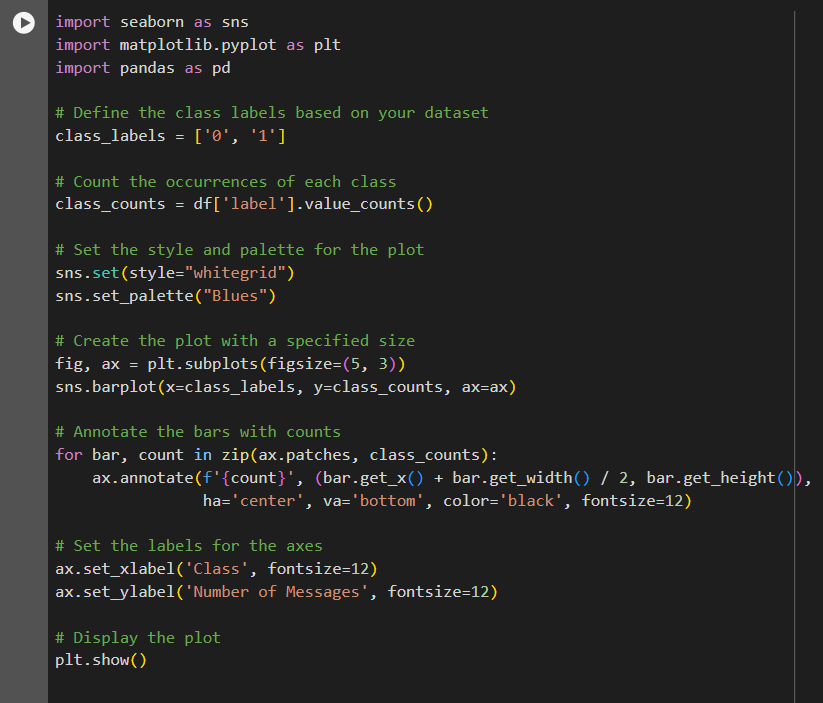 import seaborn as sns
import matplotlib.pyplot as plt
import pandas as pd
# Define the class labels based on your dataset
class_labels = ['0', '1']
# Count the occurrences of each class
class_counts = df['label'].value_counts()
# Set the style and palette for the plot
sns.set(style="whitegrid")
sns.set_palette("Blues")
# Create the plot with a specified size
fig, ax = plt.subplots(figsize=(5, 3))
sns.barplot(x=class_labels, y=class_counts, ax=ax)
# Annotate the bars with counts
for bar, count in zip(ax.patches, class_counts):
    ax.annotate(f'{count}', (bar.get_x() + bar.get_width() / 2, bar.get_height()),
                ha='center', va='bottom', color='black', fontsize=12)
# Set the labels for the axes
ax.set_xlabel('Class', fontsize=12)
ax.set_ylabel('Number of Messages', fontsize=12)
# Display the plot
plt.show()